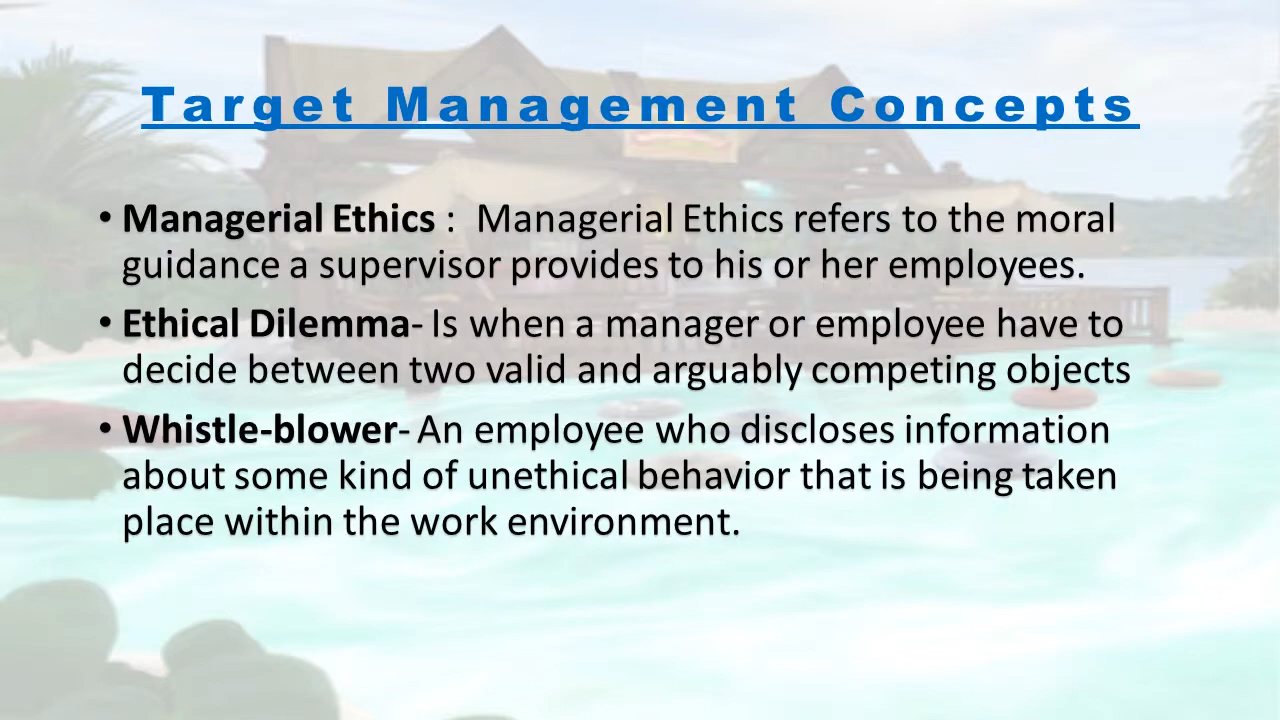 Target Management Concepts
• Managerial Ethics :  Managerial Ethics refers to the moral
guidance a supervisor provides to his or her employees.
• Ethical Dilemma- Is when a manager or employee have to
decide between two valid and arguably competing objects
• Whistle-blower- An employee who discloses information
about some kind of unethical behavior that is being taken
place within the work environment.